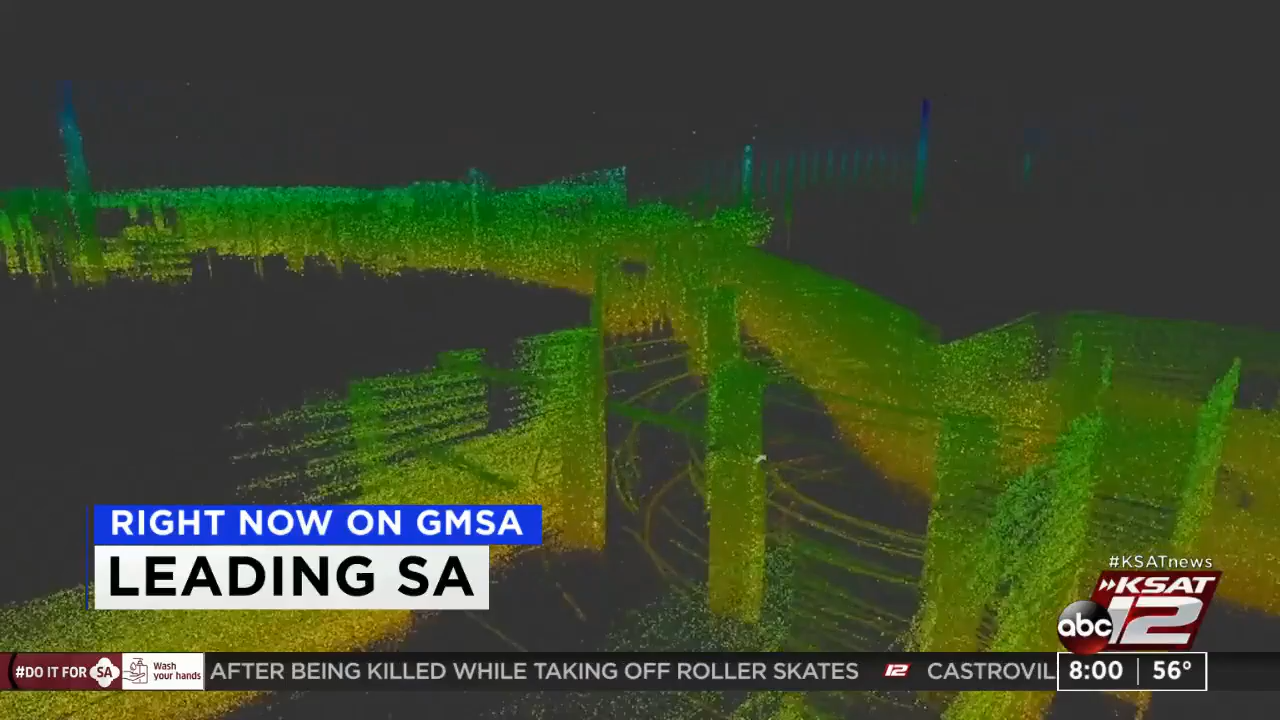 RIGHT NOW ON GMSA
LEADING SA
#KSATnews
KSAT
abc 12
#DO IT FOR SA
Wash
your hands
AFTER BEING KILLED WHILE TAKING OFF ROLLER SKATES 12 CASTROVIL
8:00 56°